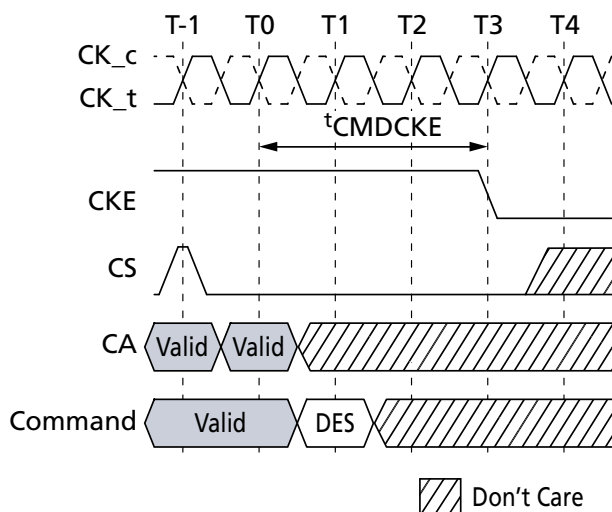 T-1 T0 T1 T2 T3 T4
CK_c
CK_t
tCMDCKE
CKE
CS
CA Valid Valid
Command Valid DES
Don't Care